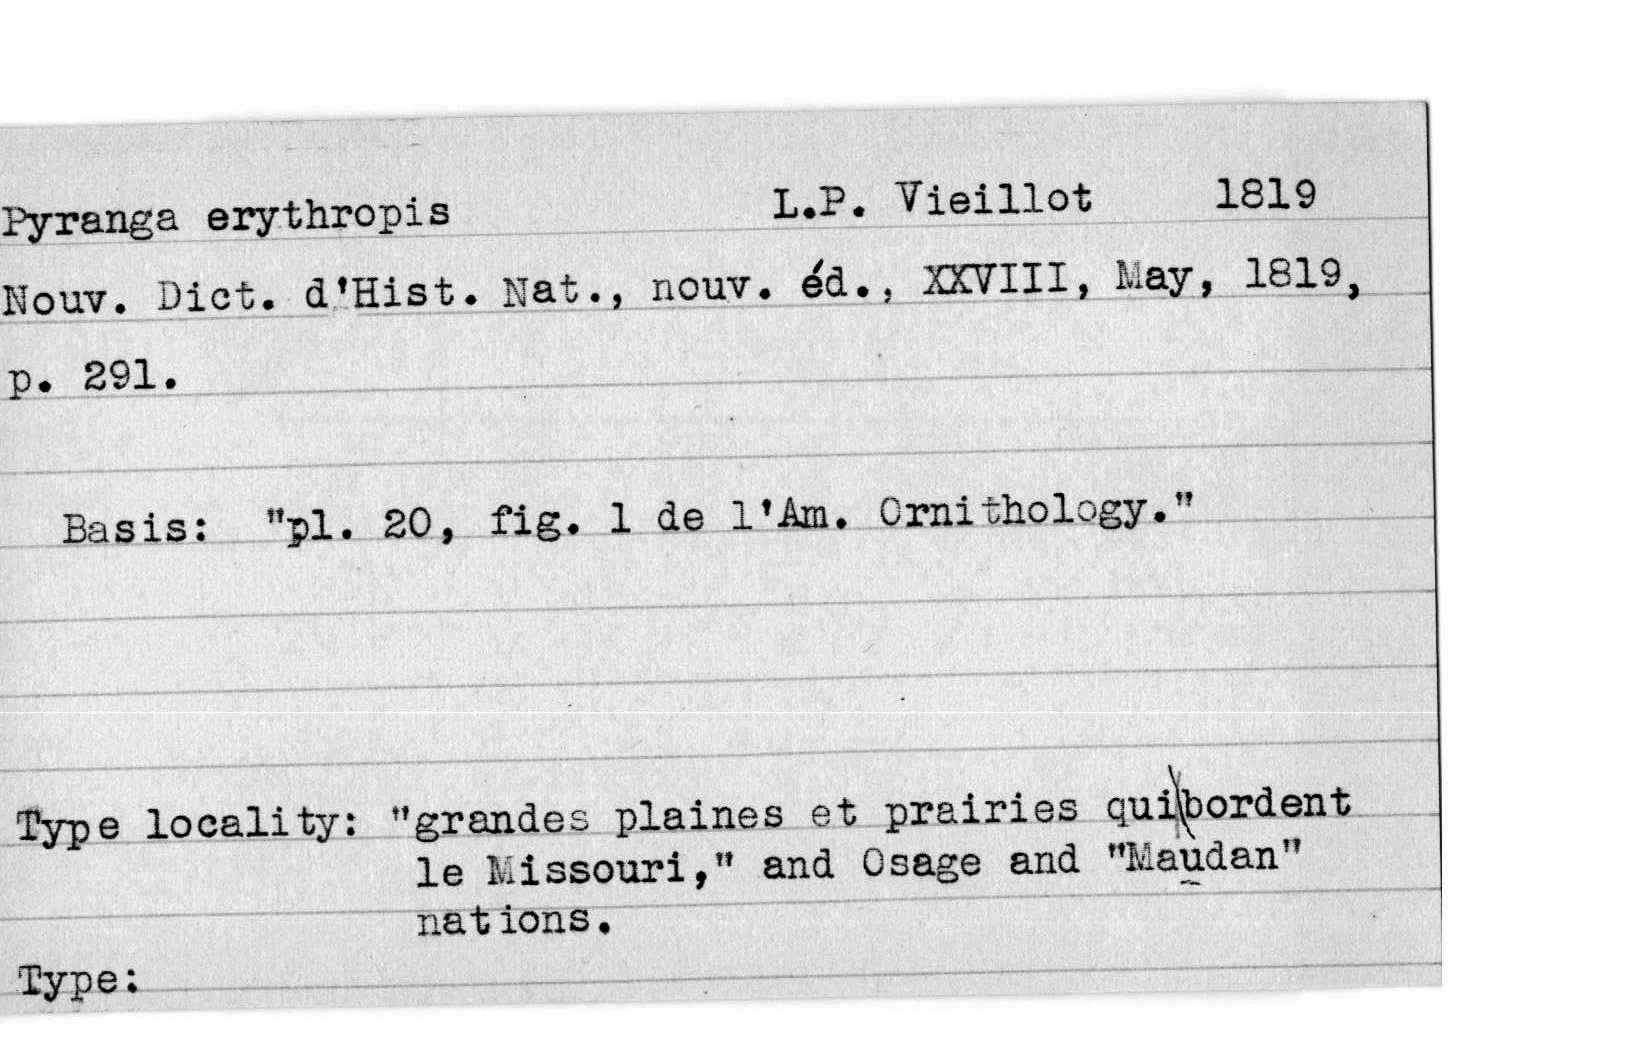 Pyranga erythropis L.P. Vieillot 1819
Nouv. Dict. d'Hist. Nat., nouv. éd., XXVIII, May, 1819,
p. 291.
Basis: "pl. 20, fig. 1 de l'Am. Ornithology."
Type locality: "grandes plaines et prairies qui\bordent
le Missouri," and Osage and "Maudan"
nations.
Type: